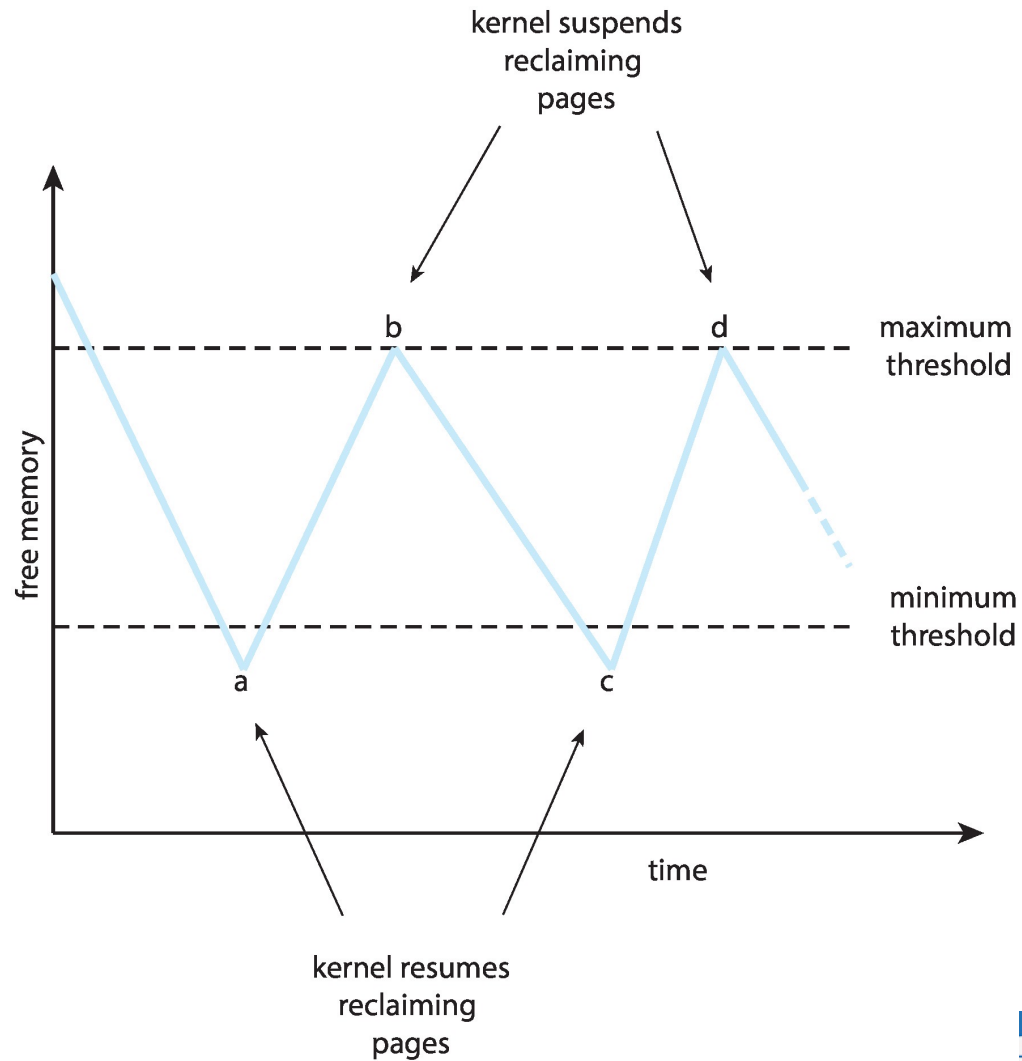 kernel suspends
reclaiming
pages
b
d
maximum
threshold
free memory
minimum
threshold
a
c
time
kernel resumes
reclaiming
pages